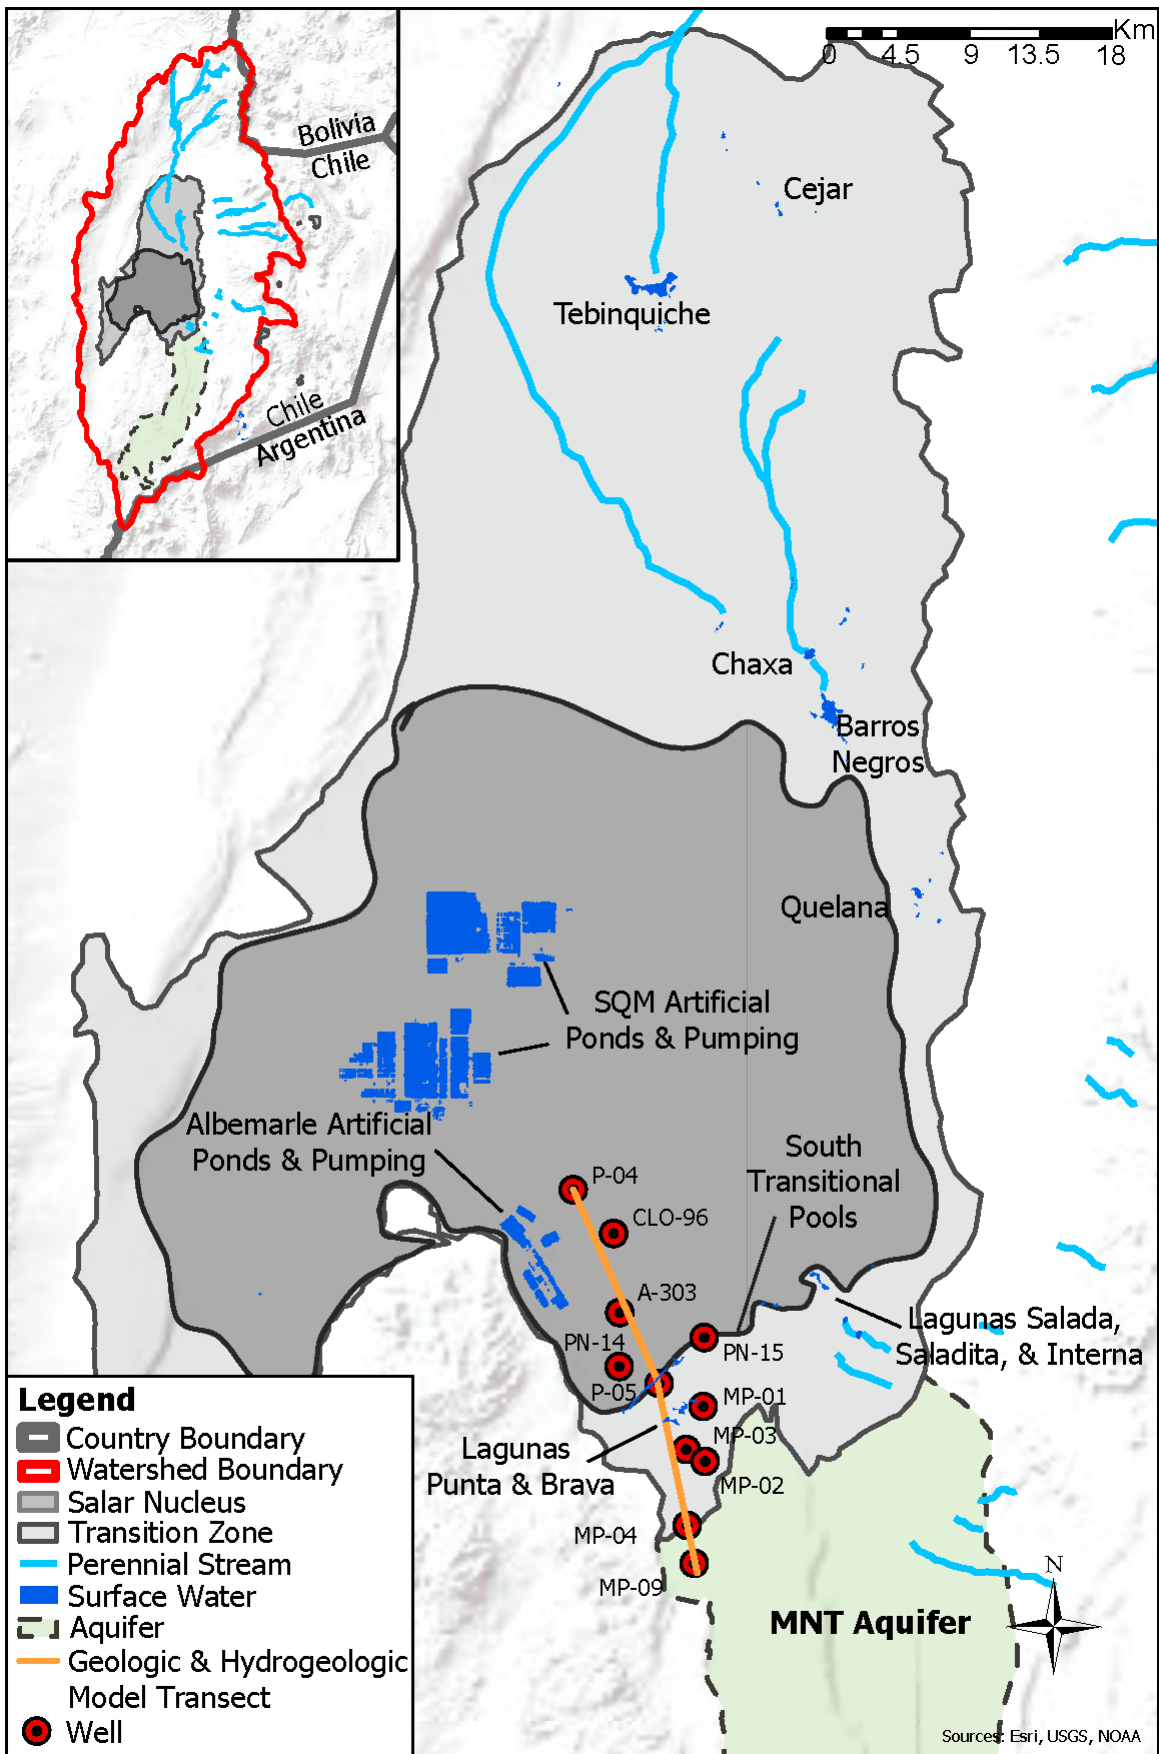 Bolivia
Chile
Chile
Argentina
Km
0 4.5 9 13.5 18
Cejar
Tebinquiche
Chaxa
Barros
Negros
Quelana
SQM Artificial
Ponds & Pumping
Albemarle Artificial
Ponds & Pumping
South
Transitional
Pools
P-04
CLO-96
A-303
PN-14
PN-15
P-05
MP-01
MP-03
MP-02
MP-04
MP-09
Lagunas Salada,
Saladita, & Interna
Lagunas
Punta & Brava
MNT Aquifer
N
Legend
Country Boundary
Watershed Boundary
Salar Nucleus
Transition Zone
Perennial Stream
Surface Water
Aquifer
Geologic & Hydrogeologic
Model Transect
Well
Sources: Esri, USGS, NOAA